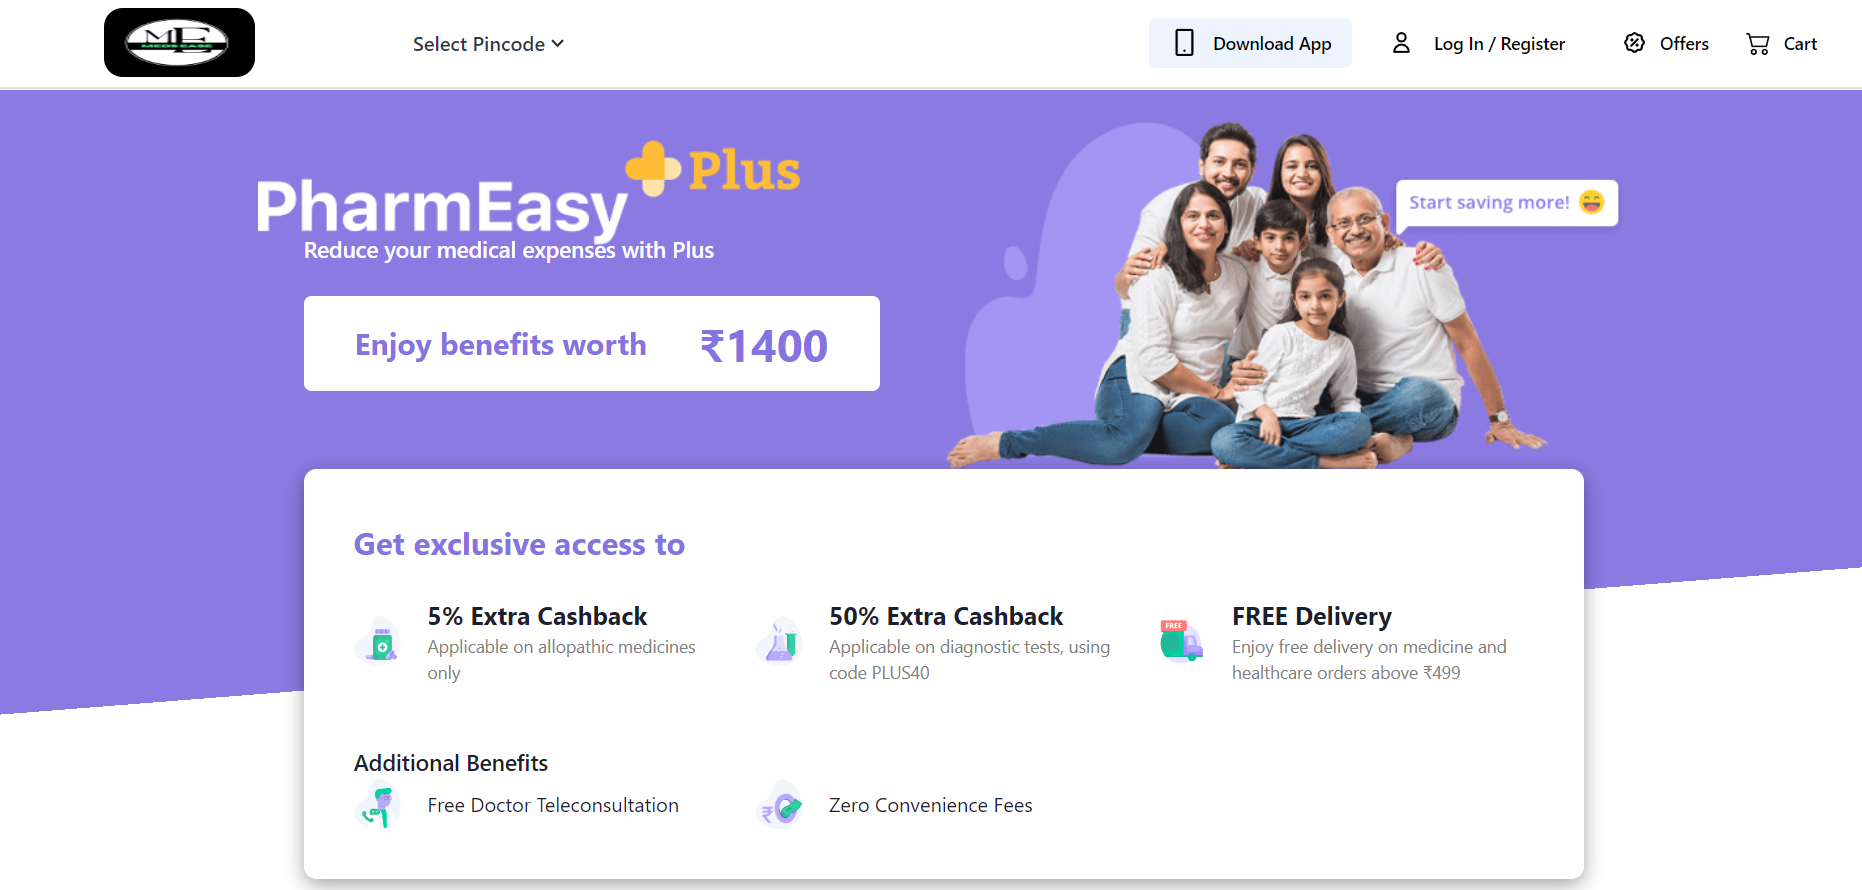 ME
MEDS EASE
Select Pincode
Download App
Log In / Register
Offers
Cart
PharmEasy Plus
Reduce your medical expenses with Plus
Start saving more!
Enjoy benefits worth ₹1400
Get exclusive access to
5% Extra Cashback
Applicable on allopathic medicines
only
50% Extra Cashback
Applicable on diagnostic tests, using
code PLUS40
FREE
FREE Delivery
Enjoy free delivery on medicine and
healthcare orders above ₹499
Additional Benefits
Free Doctor Teleconsultation
₹
Zero Convenience Fees